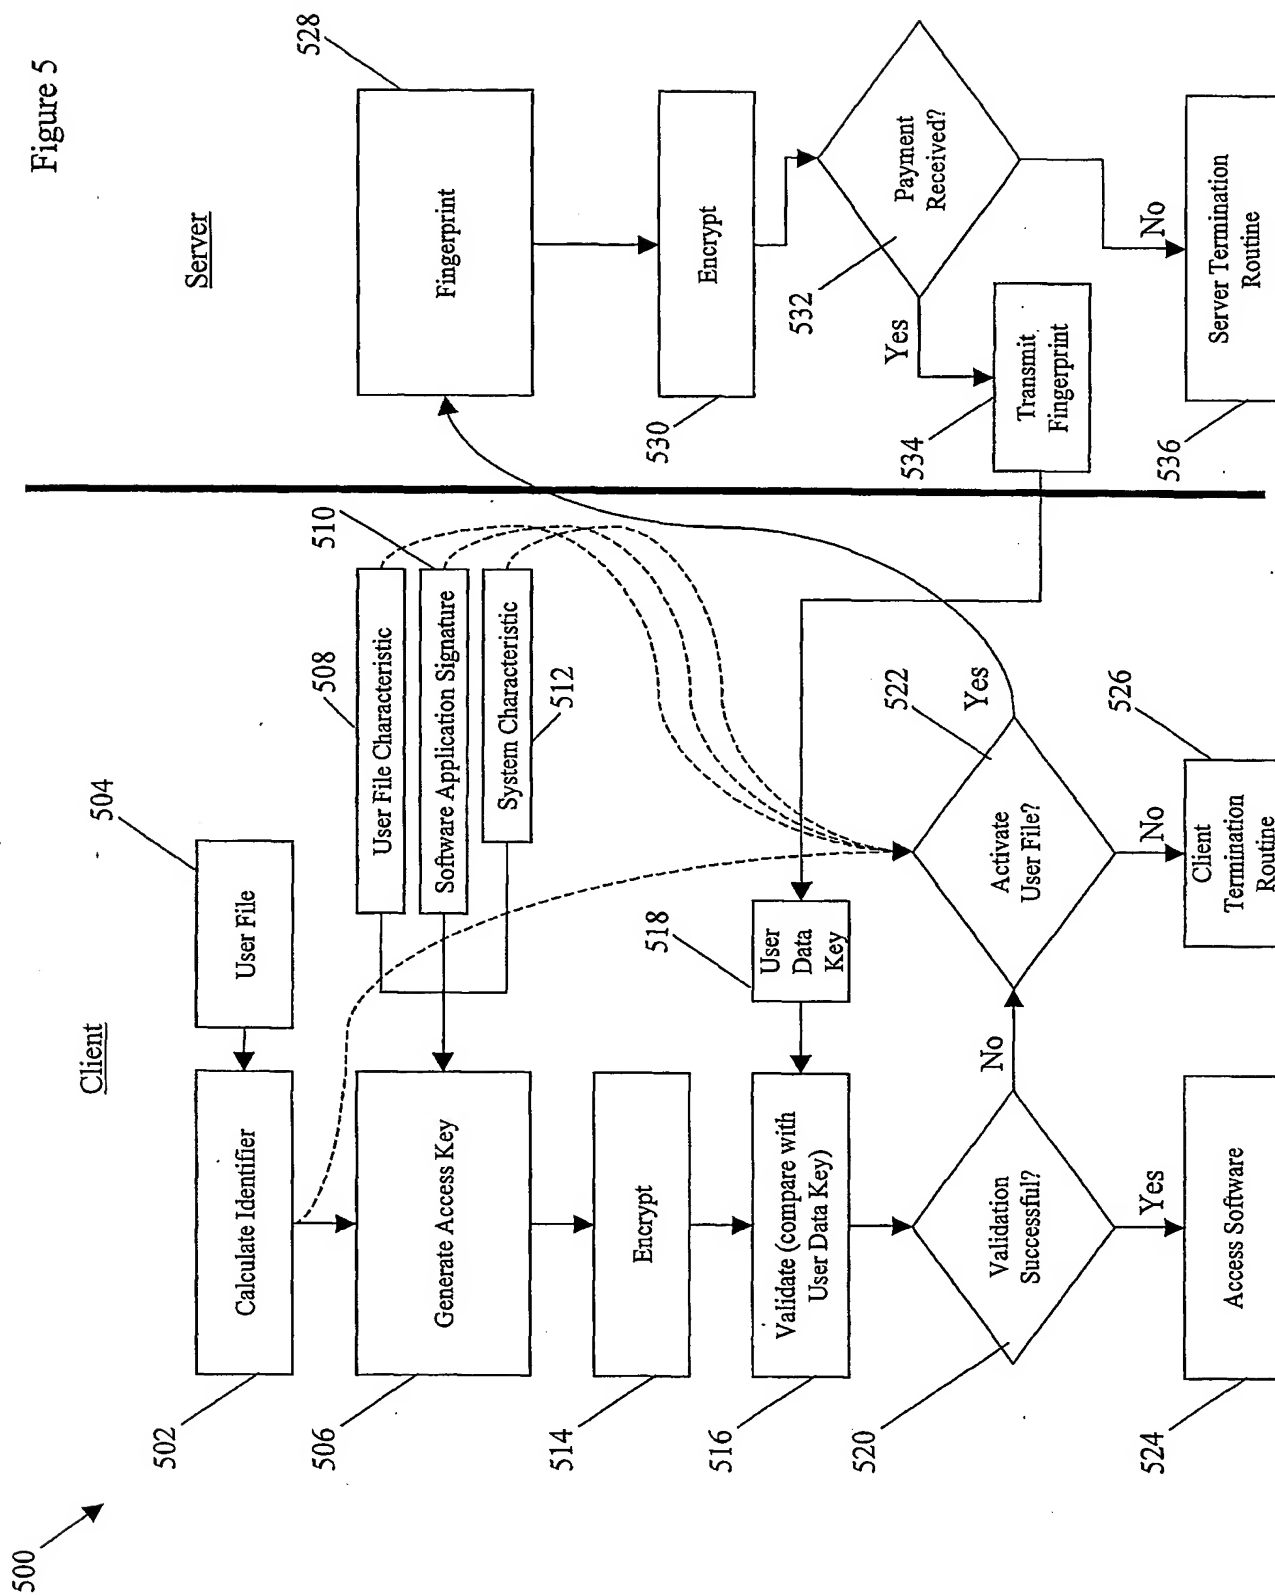 Figure 5
500
Client
Server
502
Calculate Identifier
504
User File
506
Generate Access Key
508
User File Characteristic
510
Software Application Signature
512
System Characteristic
514
Encrypt
516
Validate (compare with
User Data Key)
518
User
Data
Key
520
Validation
Successful?
No
Yes
522
Activate
User File?
Yes
No
524
Access Software
526
Client
Termination
Routine
528
Fingerprint
530
Encrypt
532
Payment
Received?
Yes
No
534
Transmit
Fingerprint
536
Server Termination
Routine